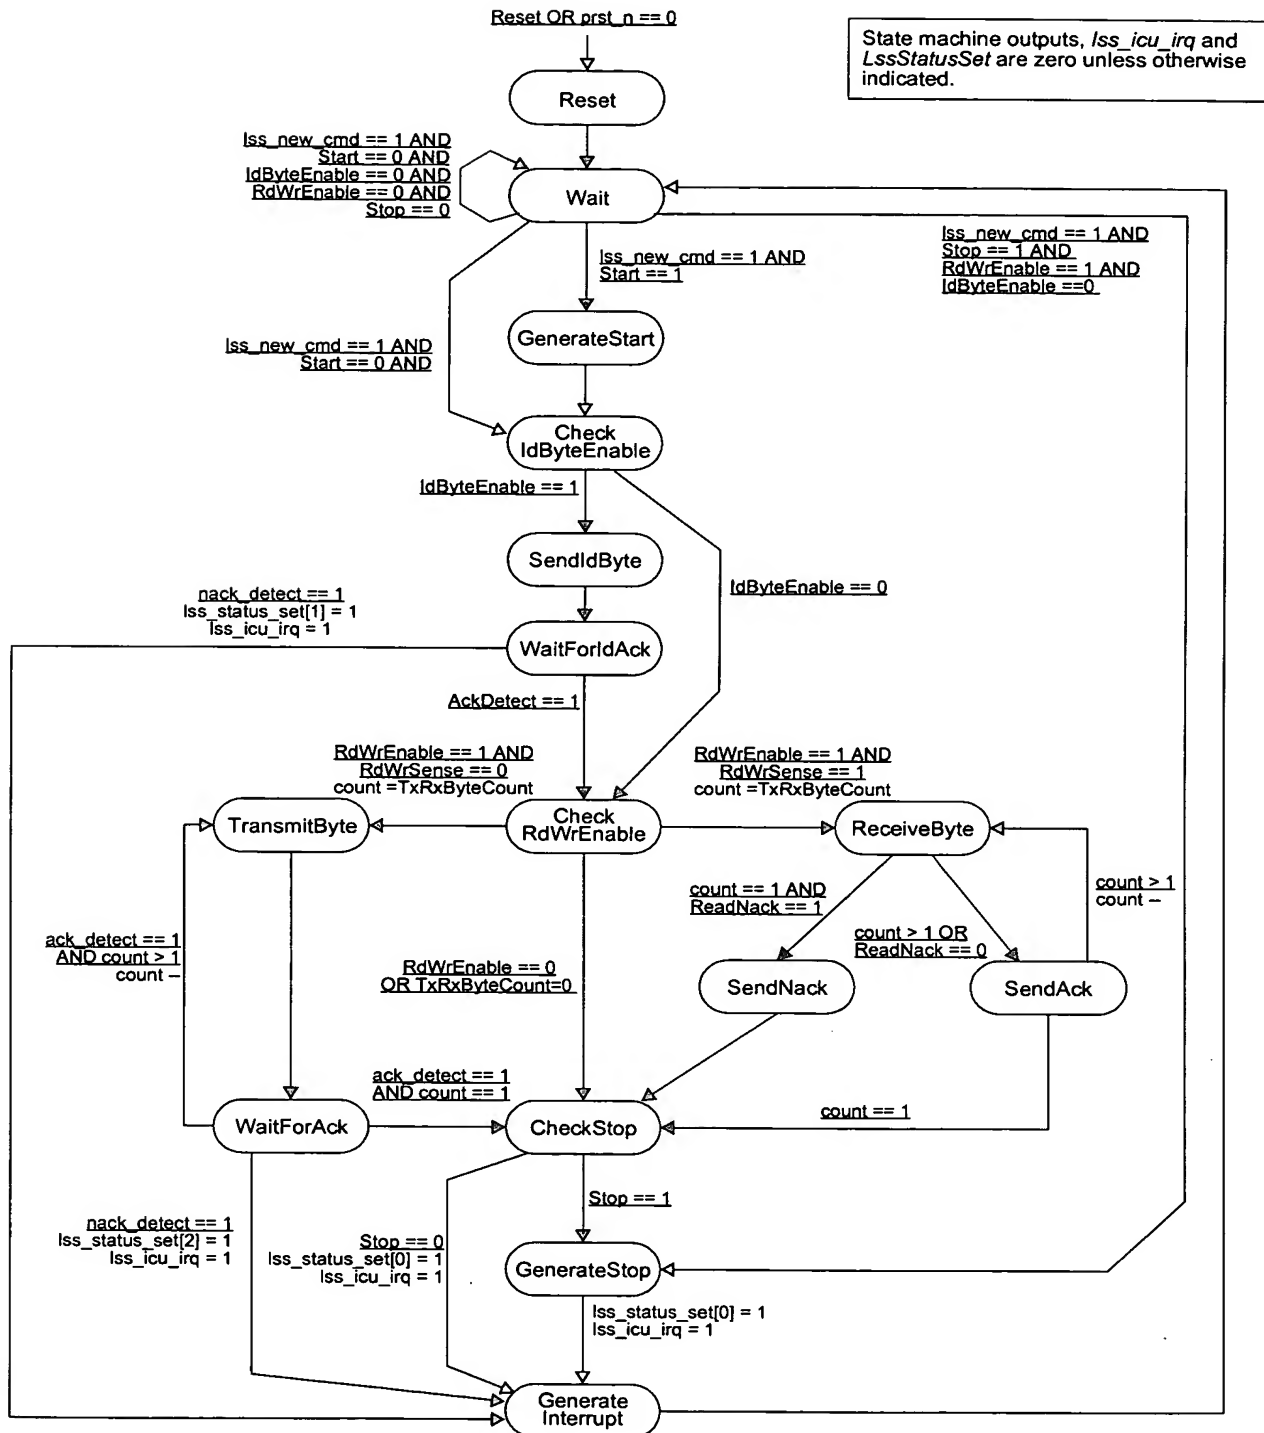 Reset OR prst_n == 0
State machine outputs, lss_icu_irq and
LssStatusSet are zero unless otherwise
indicated.
Reset
lss_new_cmd == 1 AND
Start == 0 AND
IdByteEnable == 0 AND
RdWrEnable == 0 AND
Stop == 0
Wait
lss_new_cmd == 1 AND
Start == 1
lss_new_cmd == 1 AND
Stop == 1 AND
RdWrEnable == 1 AND
IdByteEnable ==0
GenerateStart
lss_new_cmd == 1 AND
Start == 0 AND
Check
IdByteEnable
IdByteEnable == 1
SendIdByte
IdByteEnable == 0
nack_detect == 1
lss_status_set[1] = 1
lss_icu_irq = 1
WaitForIdAck
AckDetect == 1
RdWrEnable == 1 AND
RdWrSense == 0
count =TxRxByteCount
RdWrEnable == 1 AND
RdWrSense == 1
count =TxRxByteCount
TransmitByte
Check
RdWrEnable
ReceiveByte
count == 1 AND
ReadNack == 1
count > 1
count --
ack_detect == 1
AND count > 1
count --
count > 1 OR
ReadNack == 0
RdWrEnable == 0
OR TxRxByteCount=0
SendNack
SendAck
ack_detect == 1
AND count == 1
WaitForAck
CheckStop
count == 1
Stop == 1
nack_detect == 1
lss_status_set[2] = 1
lss_icu_irq = 1
Stop == 0
lss_status_set[0] = 1
lss_icu_irq = 1
GenerateStop
lss_status_set[0] = 1
lss_icu_irq = 1
Generate
Interrupt